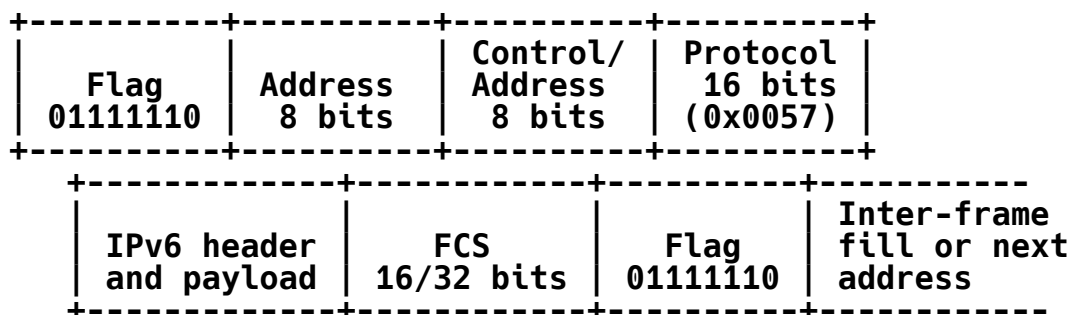 +----------+----------+----------+----------+
|          |          | Control/ | Protocol |
|   Flag   | Address  | Address  |  16 bits |
| 01111110 |  8 bits  |  8 bits  | (0x0057) |
+----------+----------+----------+----------+
+-------------+------------+----------+-----------
|             |            |          | Inter-frame
| IPv6 header |    FCS     |   Flag   | fill or next
| and payload | 16/32 bits | 01111110 | address
+-------------+------------+----------+------------